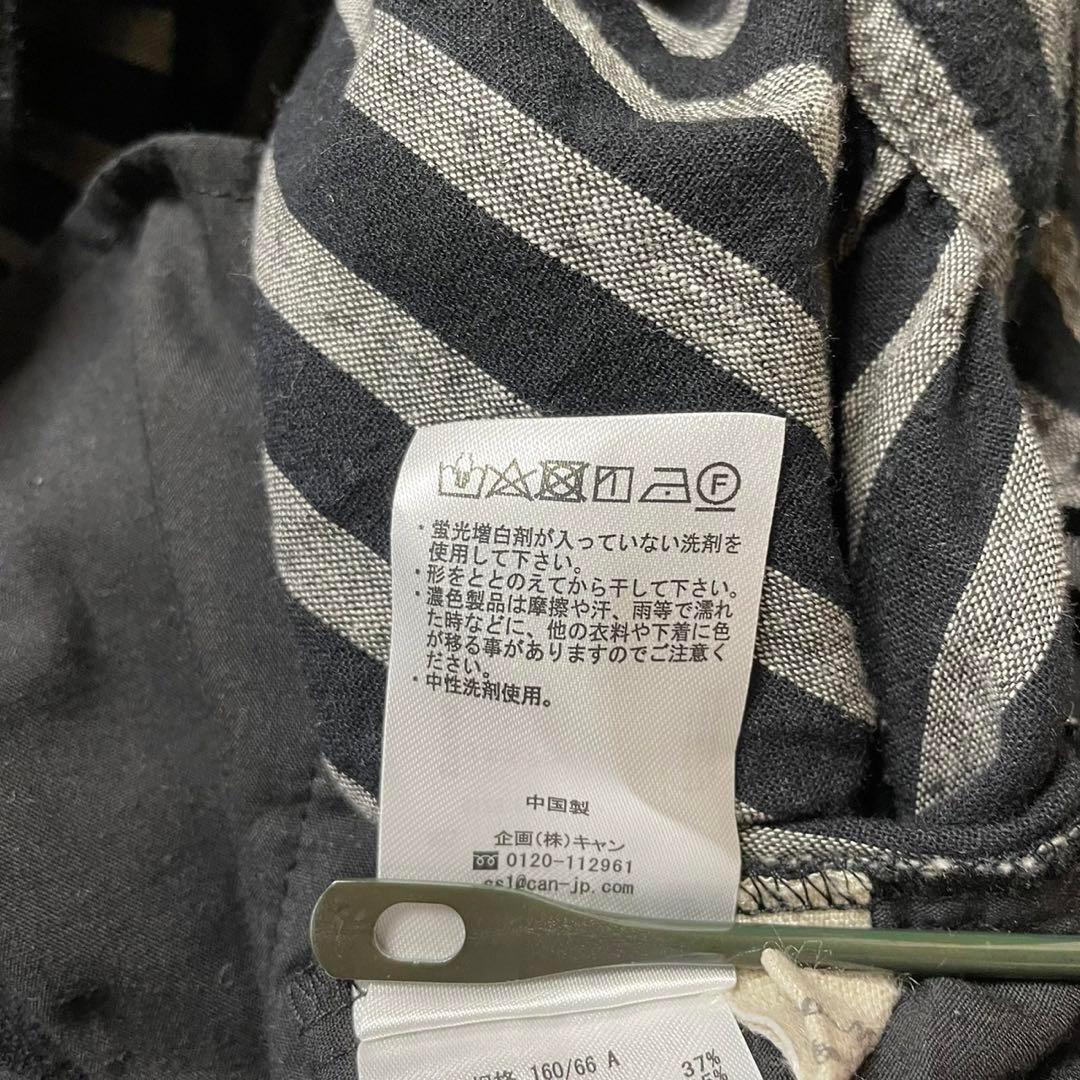 F
・蛍光増白剤が入っていない洗剤を
使用して下さい。
・形をととのえてから干して下さい。
・濃色製品は摩擦や汗、雨等で濡れ
た時などに、他の衣料や下着に色
が移る事がありますのでご注意く
ださい。
・中性洗剤使用。
中国製
企画(株)キャン
0120-112961
cs1@can-jp.com
160/66 A 37%